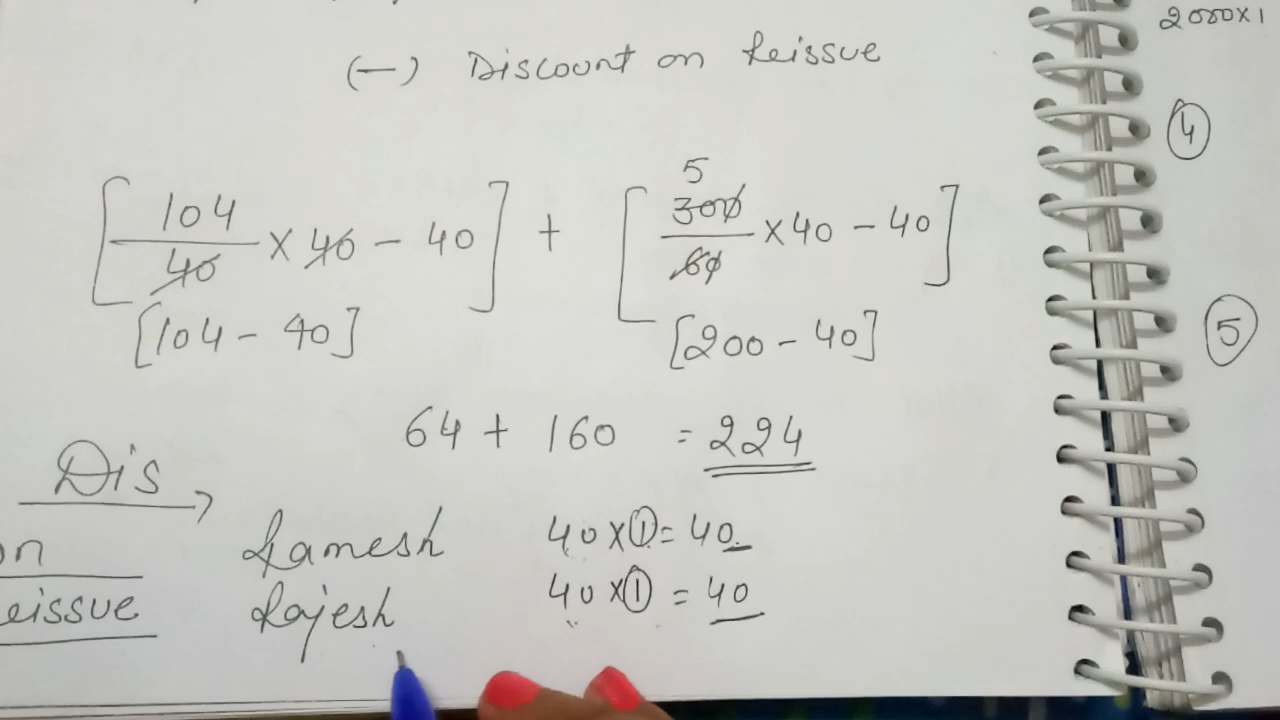 (-) Discount on Reissue
2000x1
④
[104/40 x 40 - 40] + [5 300/60 x 40 - 40]
[104 - 40] [200 - 40]
⑤
64 + 160 = 224
Dis
on
eissue
Ramesh 40x①= 40
Rajesh 40x① = 40